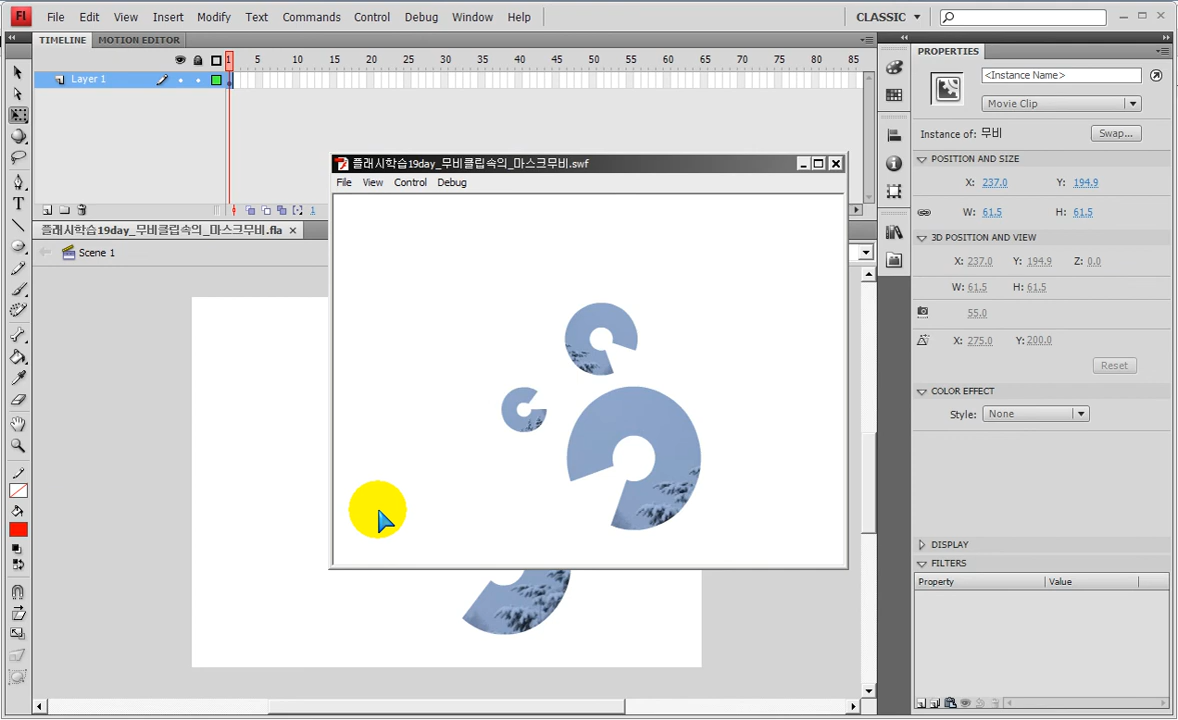 Fl File Edit View Insert Modify Text Commands Control Debug Window Help CLASSIC
TIMELINE MOTION EDITOR
1 5 10 15 20 25 30 35 40 45 50 55 60 65 70 75 80 85
Layer 1
1
플래시학습19day_무비클립속의_마스크무비.fla
Scene 1
플래시학습19day_무비클립속의_마스크무비.swf
File View Control Debug
PROPERTIES
<Instance Name>
Movie Clip
Instance of: 무비 Swap...
POSITION AND SIZE
X: 237.0 Y: 194.9
W: 61.5 H: 61.5
3D POSITION AND VIEW
X: 237.0 Y: 194.9 Z: 0.0
W: 61.5 H: 61.5
55.0
X: 275.0 Y: 200.0
Reset
COLOR EFFECT
Style: None
DISPLAY
FILTERS
Property Value